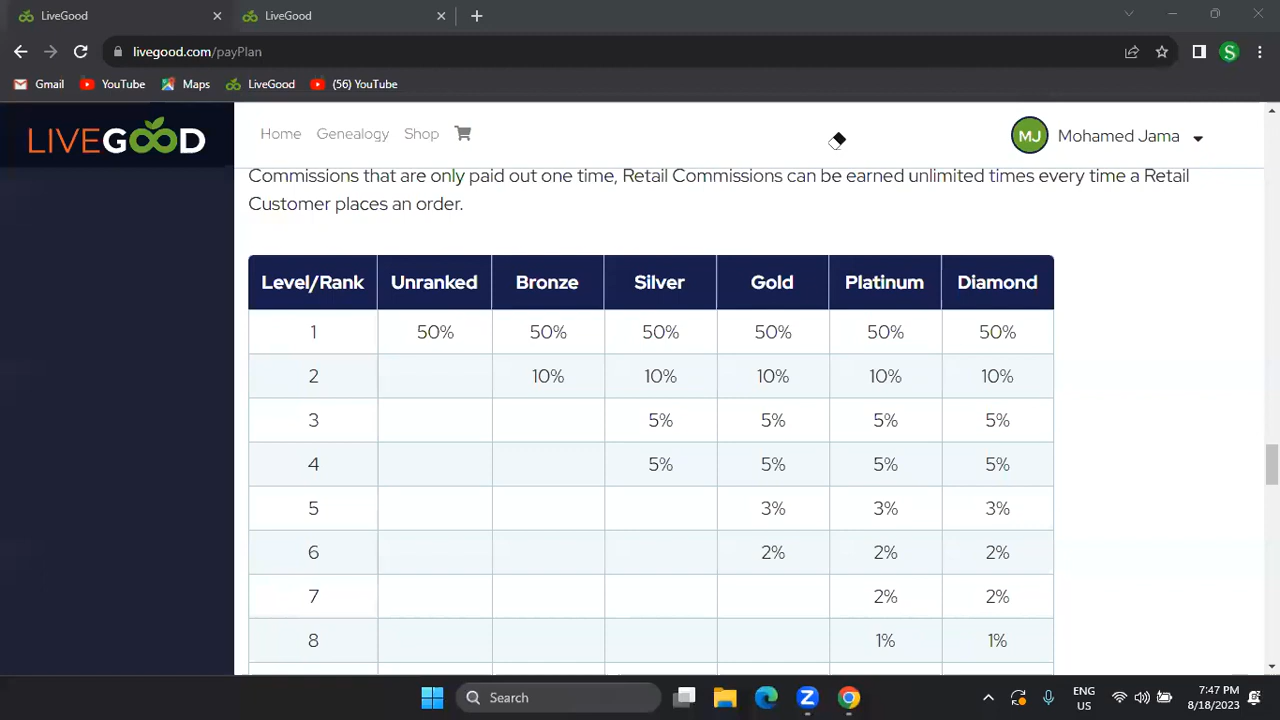 LiveGood
LiveGood
livegood.com/payPlan
Gmail YouTube Maps LiveGood (56) YouTube
LIVEGOOD
Home Genealogy Shop
MJ Mohamed Jama
Commissions that are only paid out one time, Retail Commissions can be earned unlimited times every time a Retail
Customer places an order.
Level/Rank Unranked Bronze Silver Gold Platinum Diamond
1 50% 50% 50% 50% 50% 50%
2 10% 10% 10% 10% 10%
3 5% 5% 5% 5%
4 5% 5% 5% 5%
5 3% 3% 3%
6 2% 2% 2%
7 2% 2%
8 1% 1%
Search
ENG
US
7:47 PM
8/18/2023